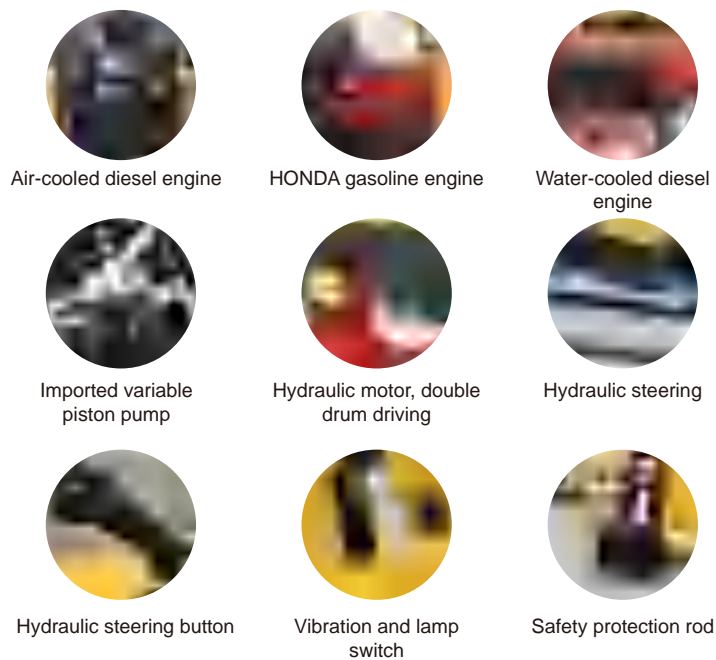 Air-cooled diesel engine
HONDA gasoline engine
Water-cooled diesel
engine
Imported variable
piston pump
Hydraulic motor, double
drum driving
Hydraulic steering
Hydraulic steering button
Vibration and lamp
switch
Safety protection rod